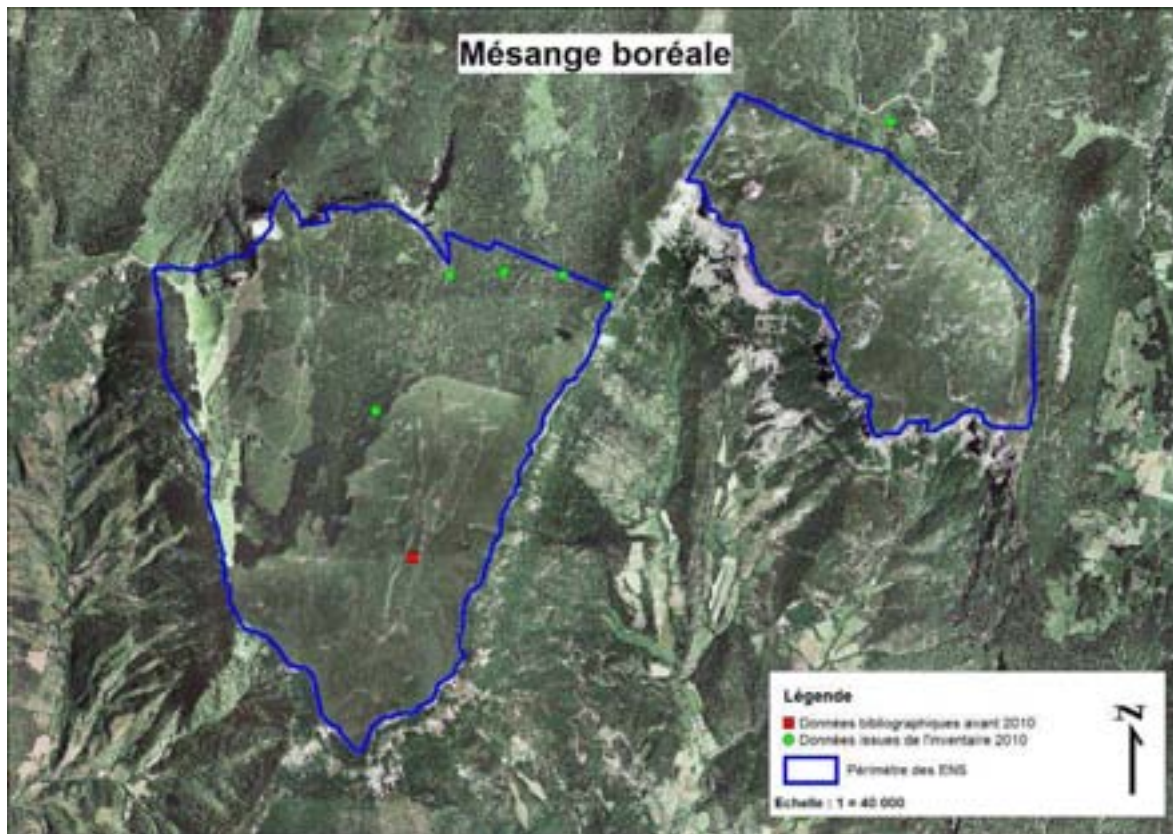 Mésange boréale
Légende
Données bibliographiques avant 2010
Données issues de l'inventaire 2010
Périmètre des ENS
N
Echelle : 1 = 40 000